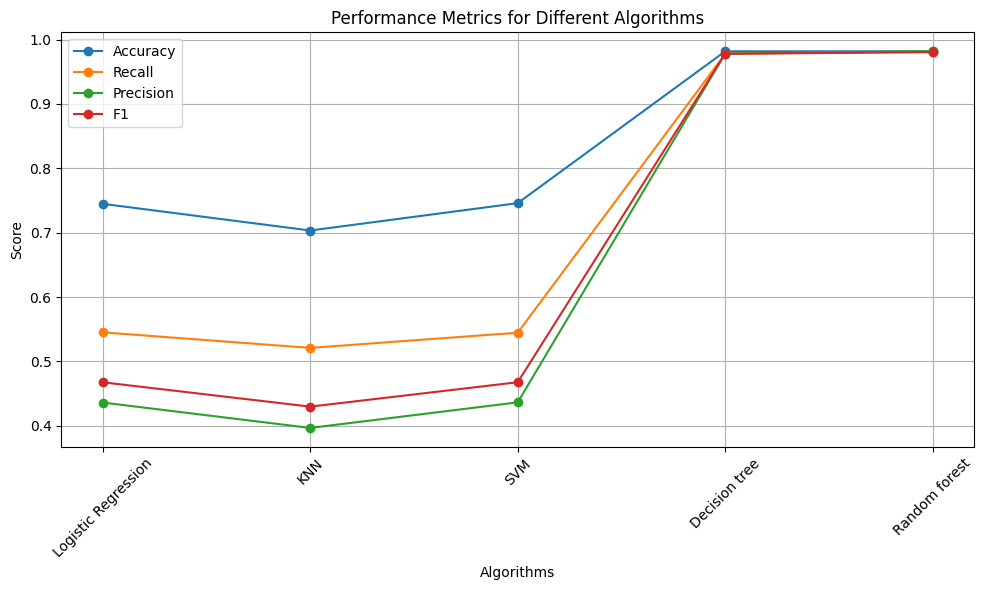 Performance Metrics for Different Algorithms
Accuracy
Recall
Precision
F1
1.0
0.9
0.8
0.7
0.6
0.5
0.4
Score
Logistic Regression
KNN
SVM
Decision tree
Random forest
Algorithms